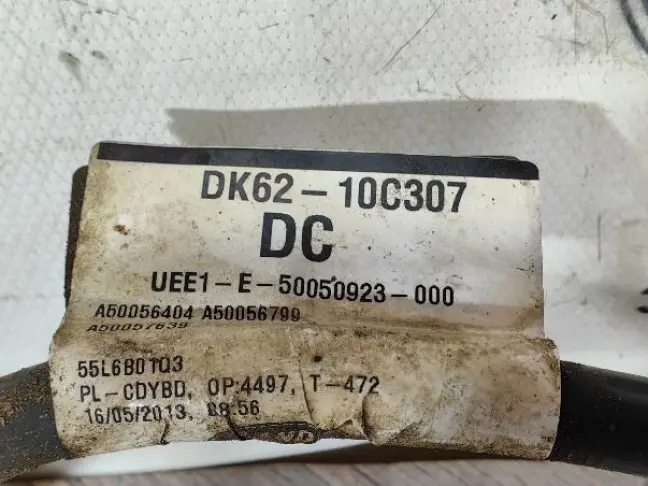 DK62-10C307
DC
UEE1-E-50050923-000
A50056404 A50056799
A50057639
55L6B01Q3
PL-CDYBD, OP:4497, T-472
16/05/2013, 08:56